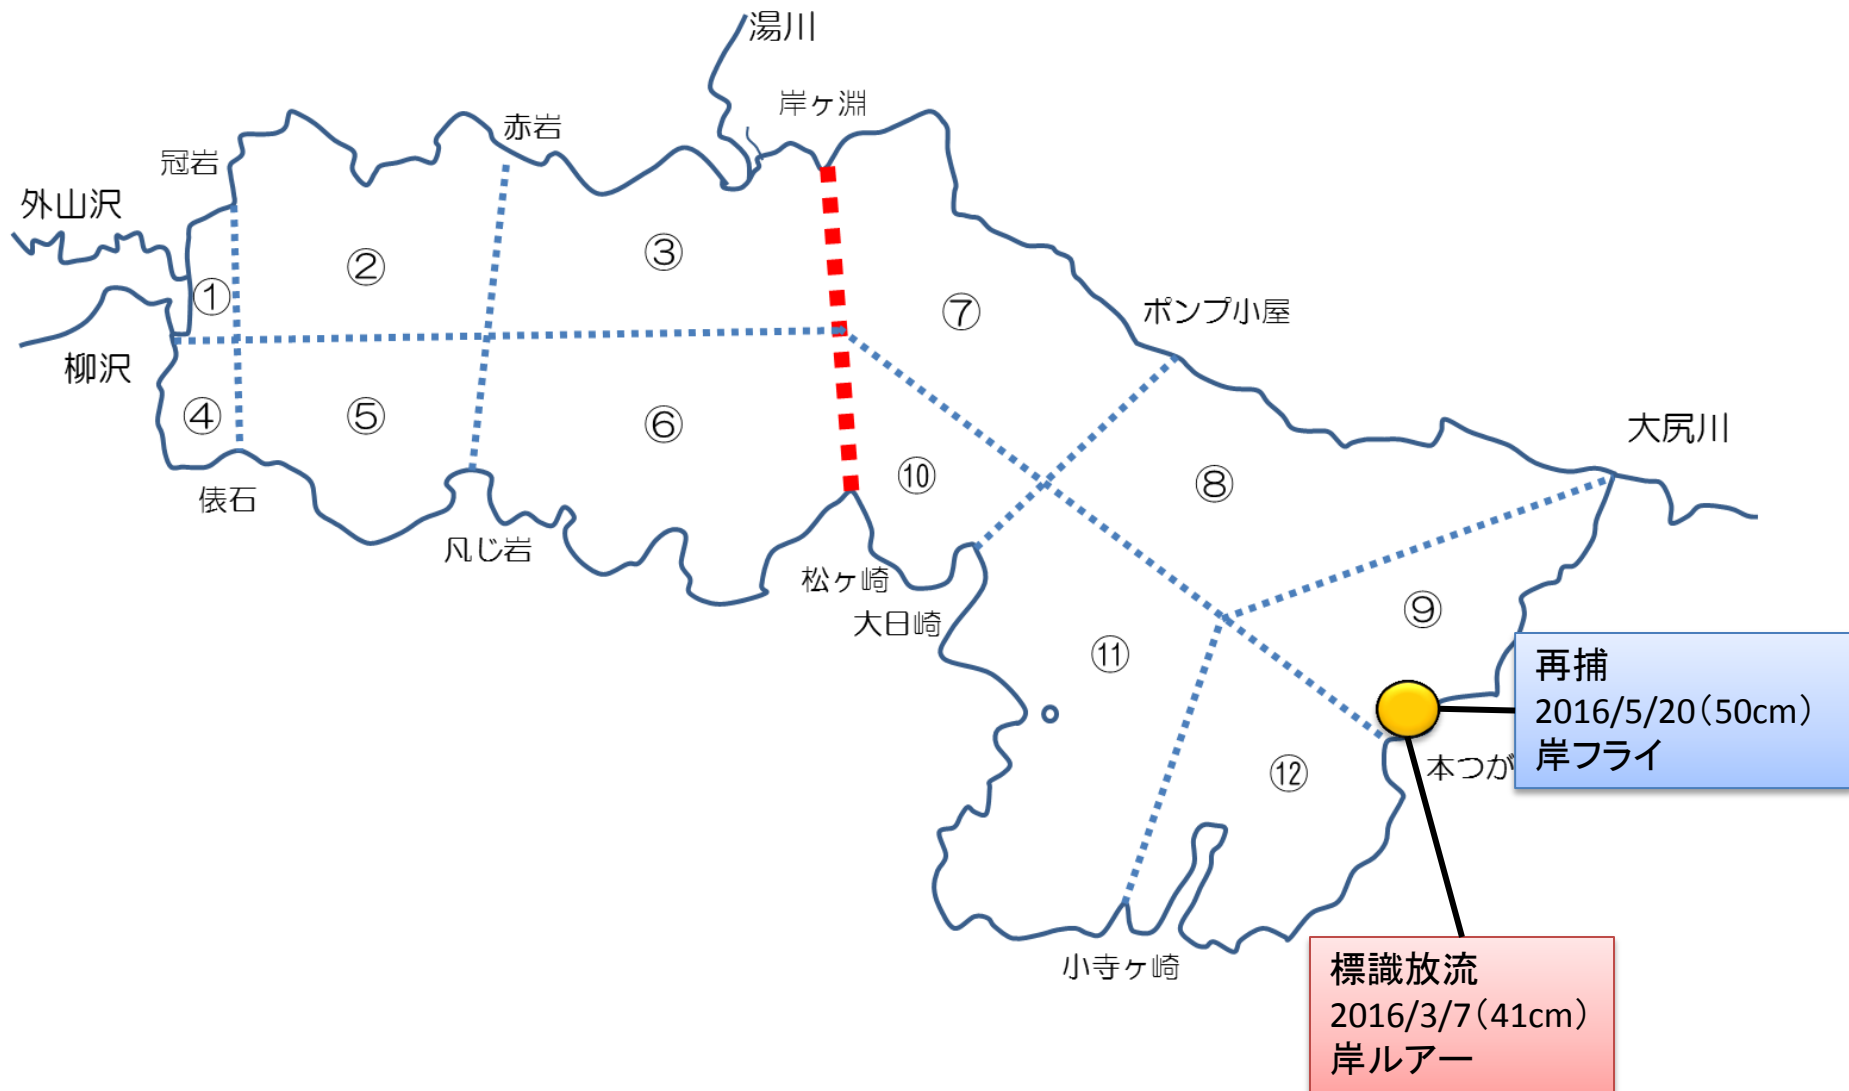 湯川
岸ヶ淵
赤岩
冠岩
外山沢
③
②
①
⑦
ポンプ小屋
柳沢
④
⑤
⑥
大尻川
⑩
⑧
俵石
凡じ岩
松ヶ崎
大日崎
⑨
⑪
再捕
2016/5/20(50cm)
岸フライ
本つが
⑫
小寺ヶ崎
標識放流
2016/3/7(41cm)
岸ルアー